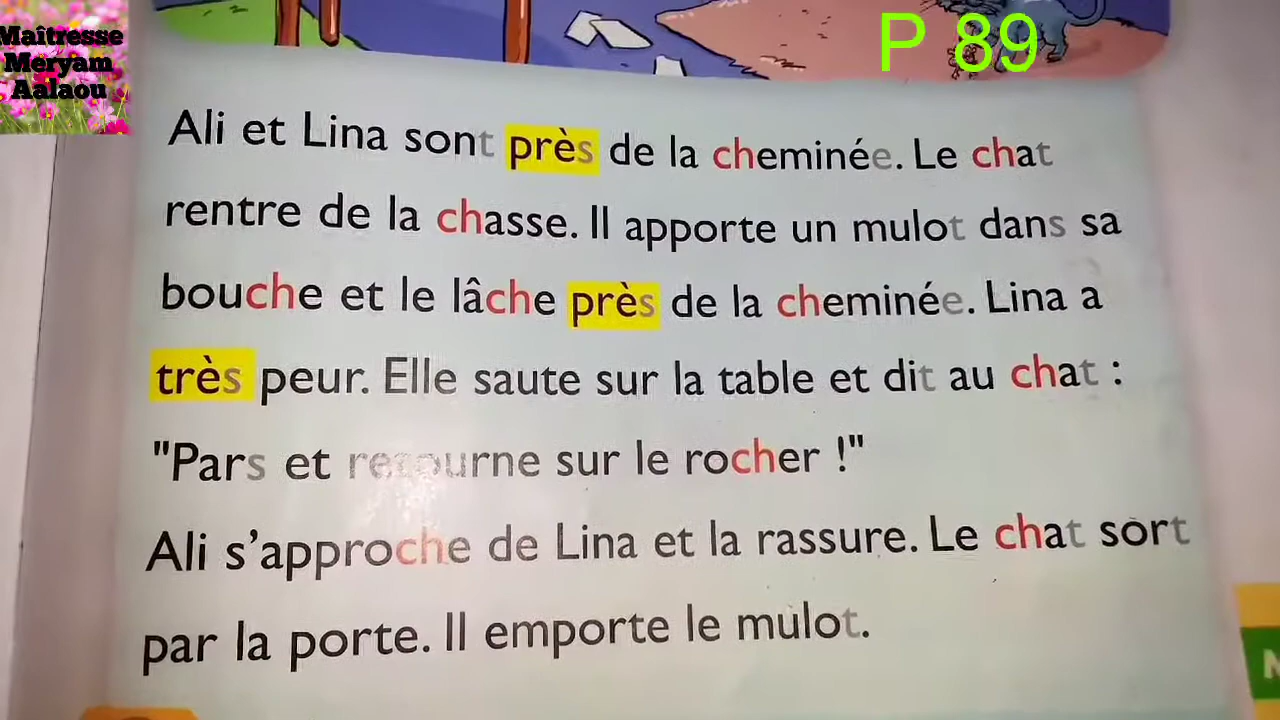 Maîtresse
Meryam
Aalaou
P 89
Ali et Lina sont près de la cheminée. Le chat
rentre de la chasse. Il apporte un mulot dans sa
bouche et le lâche près de la cheminée. Lina a
très peur. Elle saute sur la table et dit au chat :
"Pars et retourne sur le rocher !"
Ali s'approche de Lina et la rassure. Le chat sort
par la porte. Il emporte le mulot.